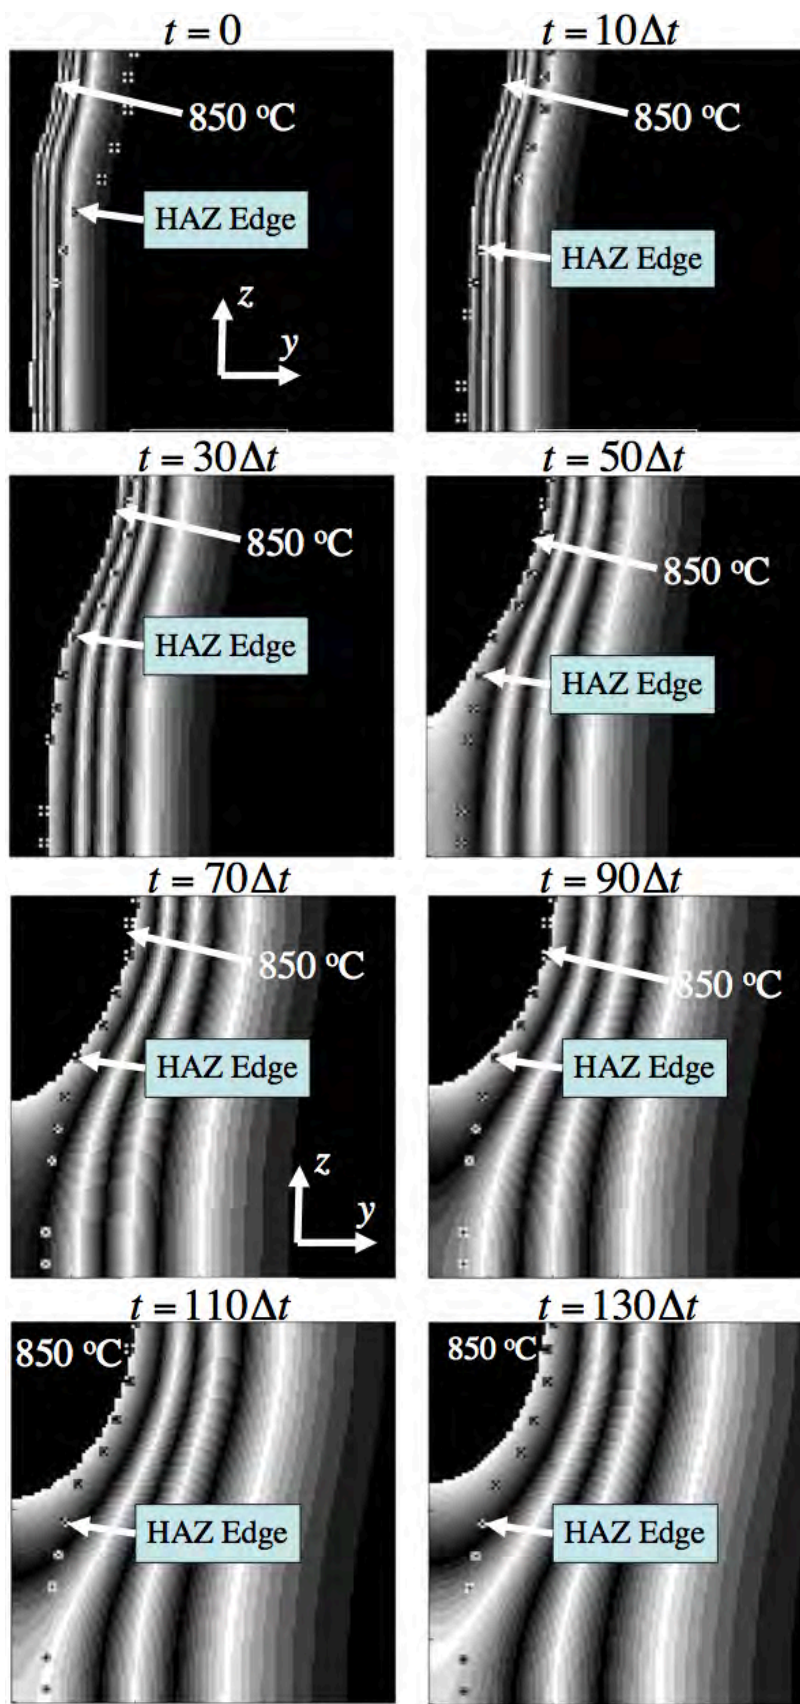 t = 0
t = 10Δt
850 ºC
850 ºC
HAZ Edge
HAZ Edge
z
y
t = 30Δt
t = 50Δt
850 ºC
850 ºC
HAZ Edge
HAZ Edge
t = 70Δt
t = 90Δt
850 ºC
850 ºC
HAZ Edge
HAZ Edge
z
y
t = 110Δt
t = 130Δt
850 ºC
850 ºC
HAZ Edge
HAZ Edge